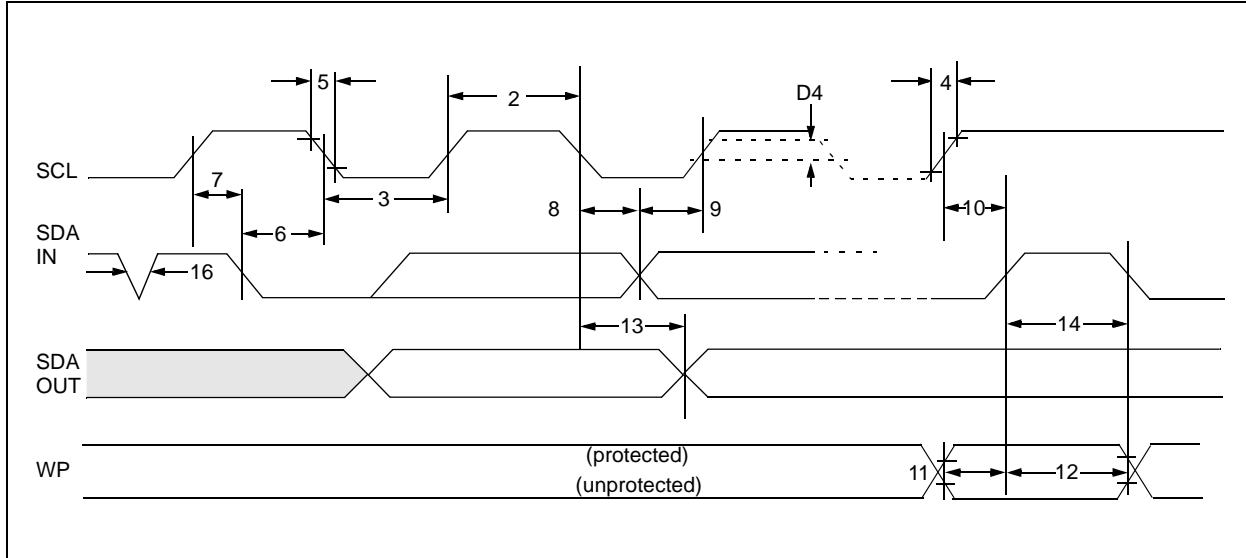 5
2
D4
4
SCL
7
3
8
9
10
SDA
IN
6
16
13
14
SDA
OUT
WP
(protected)
(unprotected)
11
12